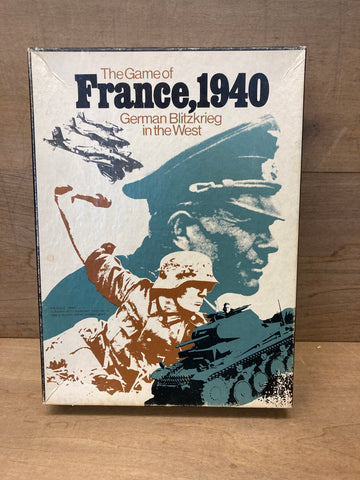 The Game of
France,1940
German Blitzkrieg
in the West